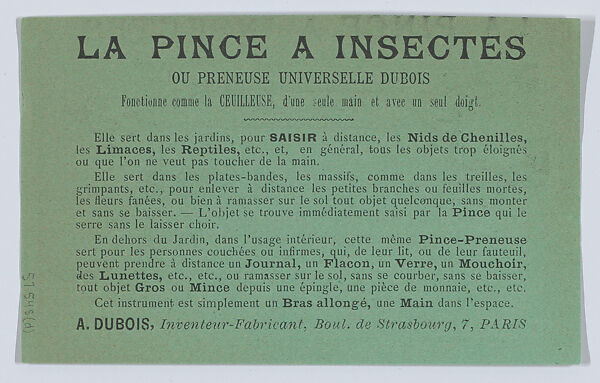 LA PINCE A INSECTES
OU PRENEUSE UNIVERSELLE DUBOIS
Fonctionne comme la CEUILLEUSE, d'une seule main et avec un seul doigt.
Elle sert dans les jardins, pour SAISIR à distance, les Nids de Chenilles,
les Limaces, les Reptiles, etc., et, en général, tous les objets trop éloignés
ou que l'on ne veut pas toucher de la main.
Elle sert dans les plates-bandes, les massifs, comme dans les treilles, les
grimpants, etc., pour enlever à distance les petites branches ou feuilles mortes,
les fleurs fanées, ou bien à ramasser sur le sol tout objet quelconque, sans monter
et sans se baisser. — L'objet se trouve immédiatement saisi par la Pince qui le
serre sans le laisser choir.
En dehors du Jardin, dans l'usage intérieur, cette même Pince-Preneuse
sert pour les personnes couchées ou infirmes, qui, de leur lit, ou de leur fauteuil,
peuvent prendre à distance un Journal, un Flacon, un Verre, un Mouchoir,
des Lunettes, etc., etc., ou ramasser sur le sol, sans se courber, sans se baisser,
tout objet Gros ou Mince depuis une épingle, une pièce de monnaie, etc., etc.
Cet instrument est simplement un Bras allongé, une Main dans l'espace.
A. DUBOIS, Inventeur-Fabricant, Boul. de Strasbourg, 7, PARIS